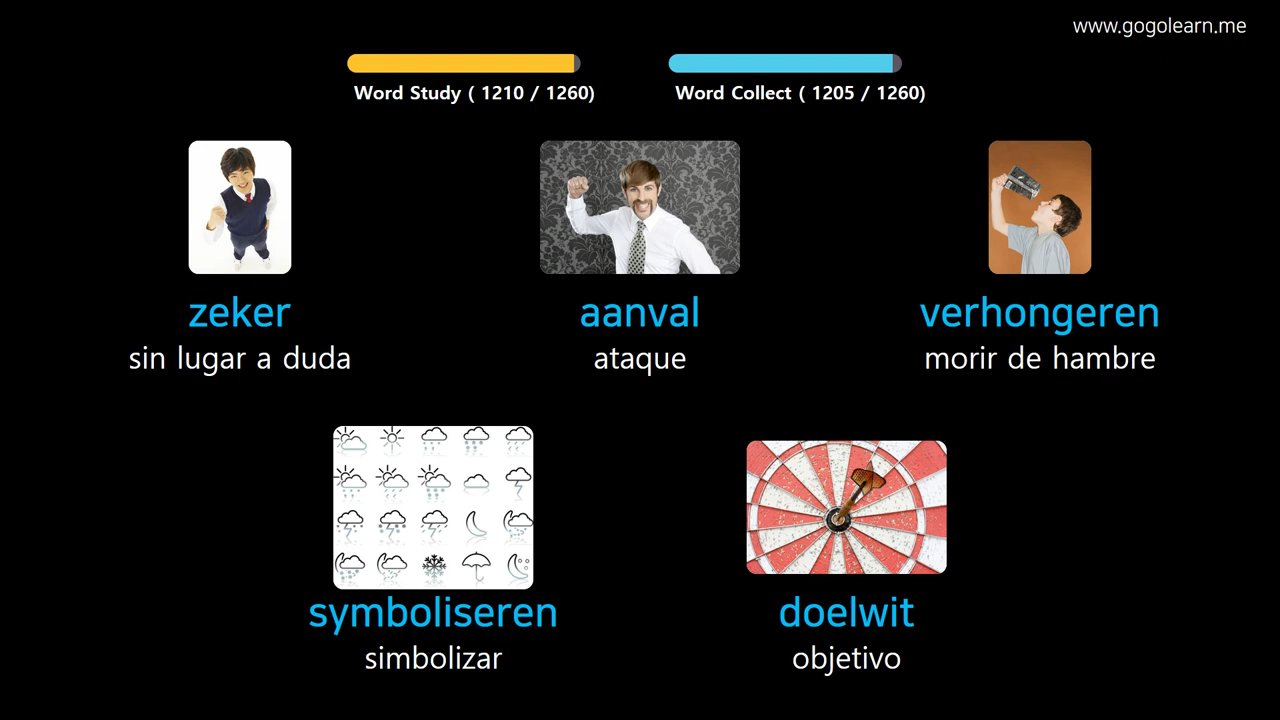 www.gogolearn.me
Word Study ( 1210 / 1260)
Word Collect ( 1205 / 1260)
zeker
sin lugar a duda
aanval
ataque
verhongeren
morir de hambre
symboliseren
simbolizar
doelwit
objetivo